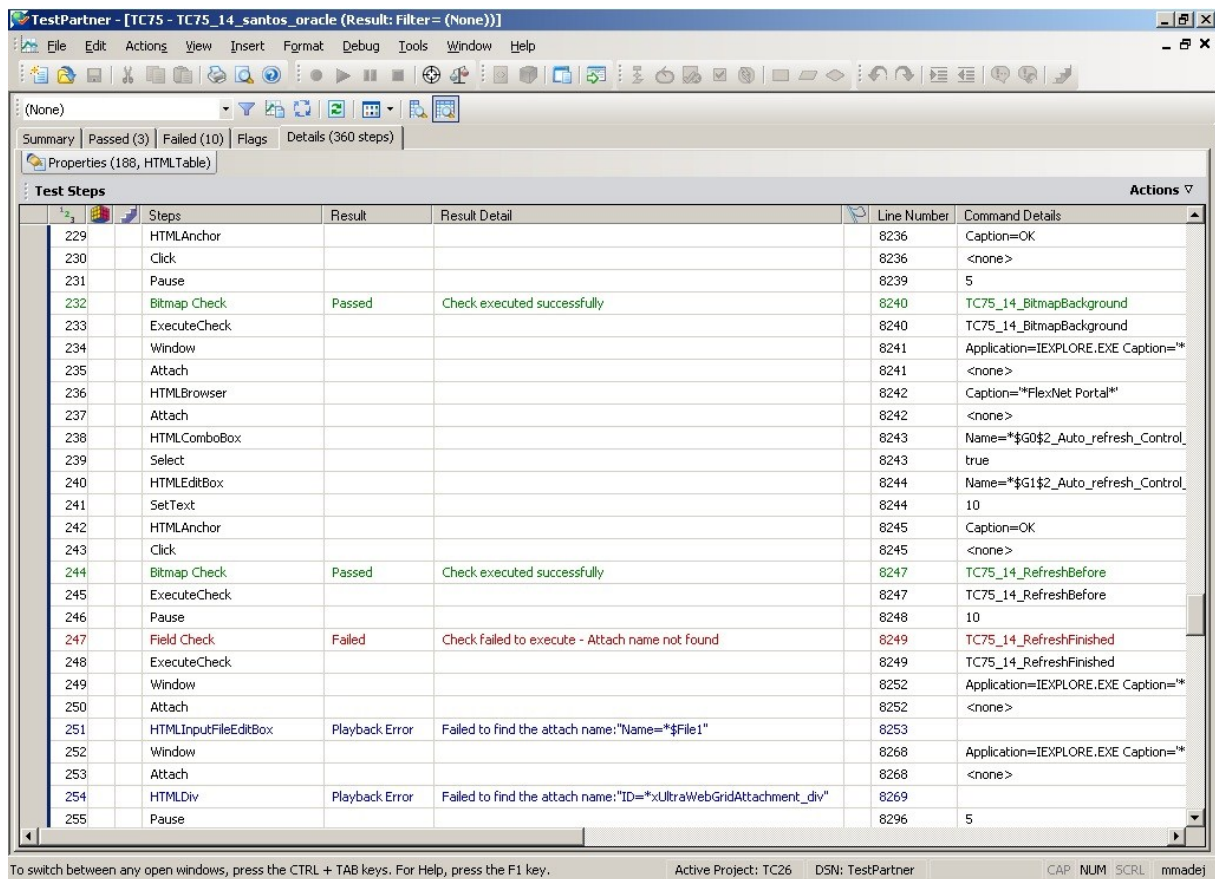 TestPartner - [TC75 - TC75_14_santos_oracle (Result: Filter= (None))]
File Edit Actions View Insert Format Debug Tools Window Help
(None)
Summary Passed (3) Failed (10) Flags Details (360 steps)
Properties (188, HTMLTable)
Test Steps Actions
Steps Result Result Detail Line Number Command Details
229 HTMLAnchor 8236 Caption=OK
230 Click 8236 <none>
231 Pause 8239 5
232 Bitmap Check Passed Check executed successfully 8240 TC75_14_BitmapBackground
233 ExecuteCheck 8240 TC75_14_BitmapBackground
234 Window 8241 Application=IEXPLORE.EXE Caption='*
235 Attach 8241 <none>
236 HTMLBrowser 8242 Caption='*FlexNet Portal*'
237 Attach 8242 <none>
238 HTMLComboBox 8243 Name=*$G0$2_Auto_refresh_Control_
239 Select 8243 true
240 HTMLEditBox 8244 Name=*$G1$2_Auto_refresh_Control_
241 SetText 8244 10
242 HTMLAnchor 8245 Caption=OK
243 Click 8245 <none>
244 Bitmap Check Passed Check executed successfully 8247 TC75_14_RefreshBefore
245 ExecuteCheck 8247 TC75_14_RefreshBefore
246 Pause 8248 10
247 Field Check Failed Check failed to execute - Attach name not found 8249 TC75_14_RefreshFinished
248 ExecuteCheck 8249 TC75_14_RefreshFinished
249 Window 8252 Application=IEXPLORE.EXE Caption='*
250 Attach 8252 <none>
251 HTMLInputFileEditBox Playback Error Failed to find the attach name:"Name=*$File1" 8253
252 Window 8268 Application=IEXPLORE.EXE Caption='*
253 Attach 8268 <none>
254 HTMLDiv Playback Error Failed to find the attach name:"ID=*xUltraWebGridAttachment_div" 8269
255 Pause 8296 5
To switch between any open windows, press the CTRL + TAB keys. For Help, press the F1 key. Active Project: TC26 DSN: TestPartner CAP NUM SCRL mmadej